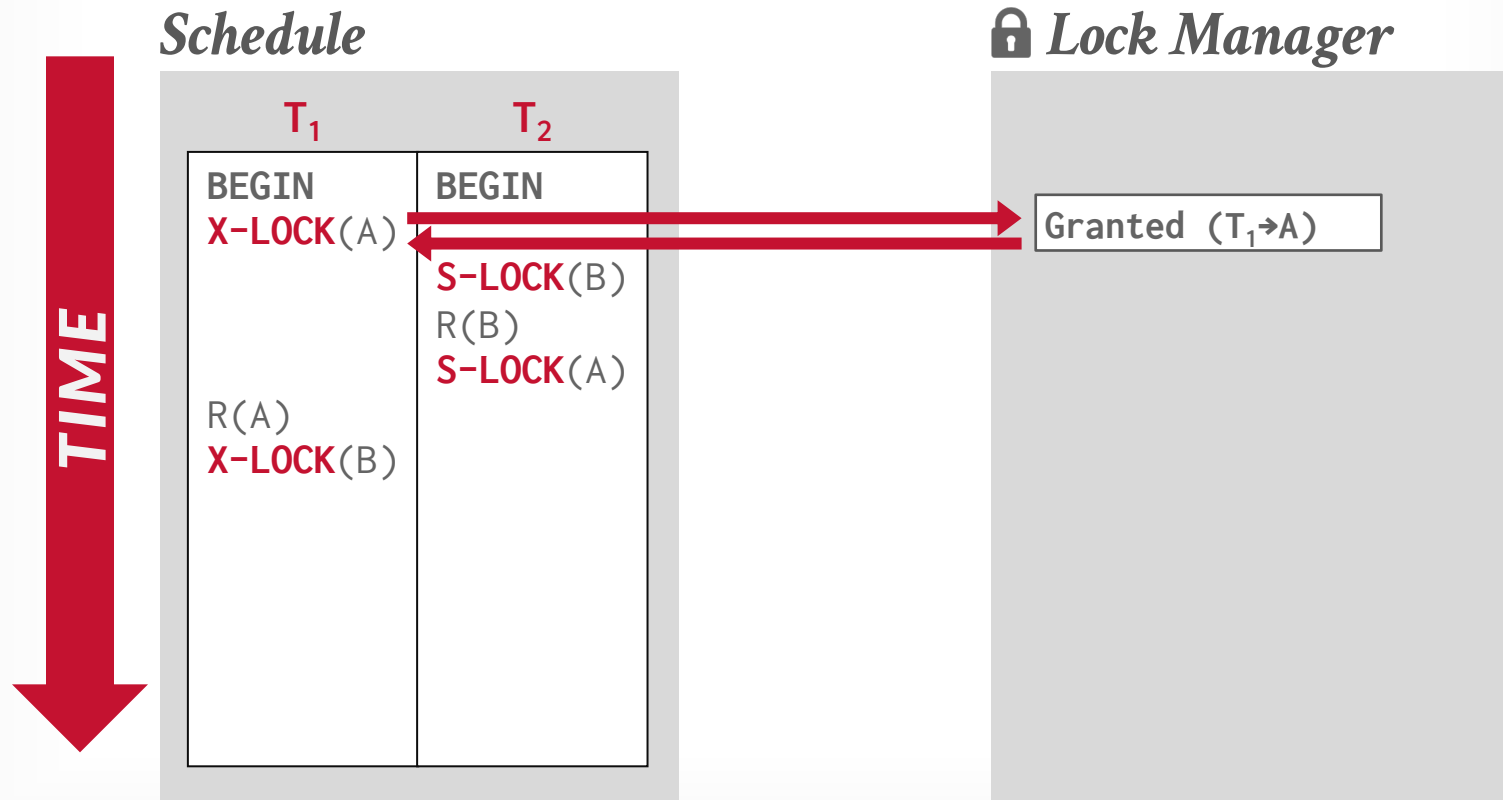 Schedule
Lock Manager
TIME
T₁ T₂
BEGIN BEGIN
X-LOCK(A)
Granted (T₁→A)
S-LOCK(B)
R(B)
S-LOCK(A)
R(A)
X-LOCK(B)